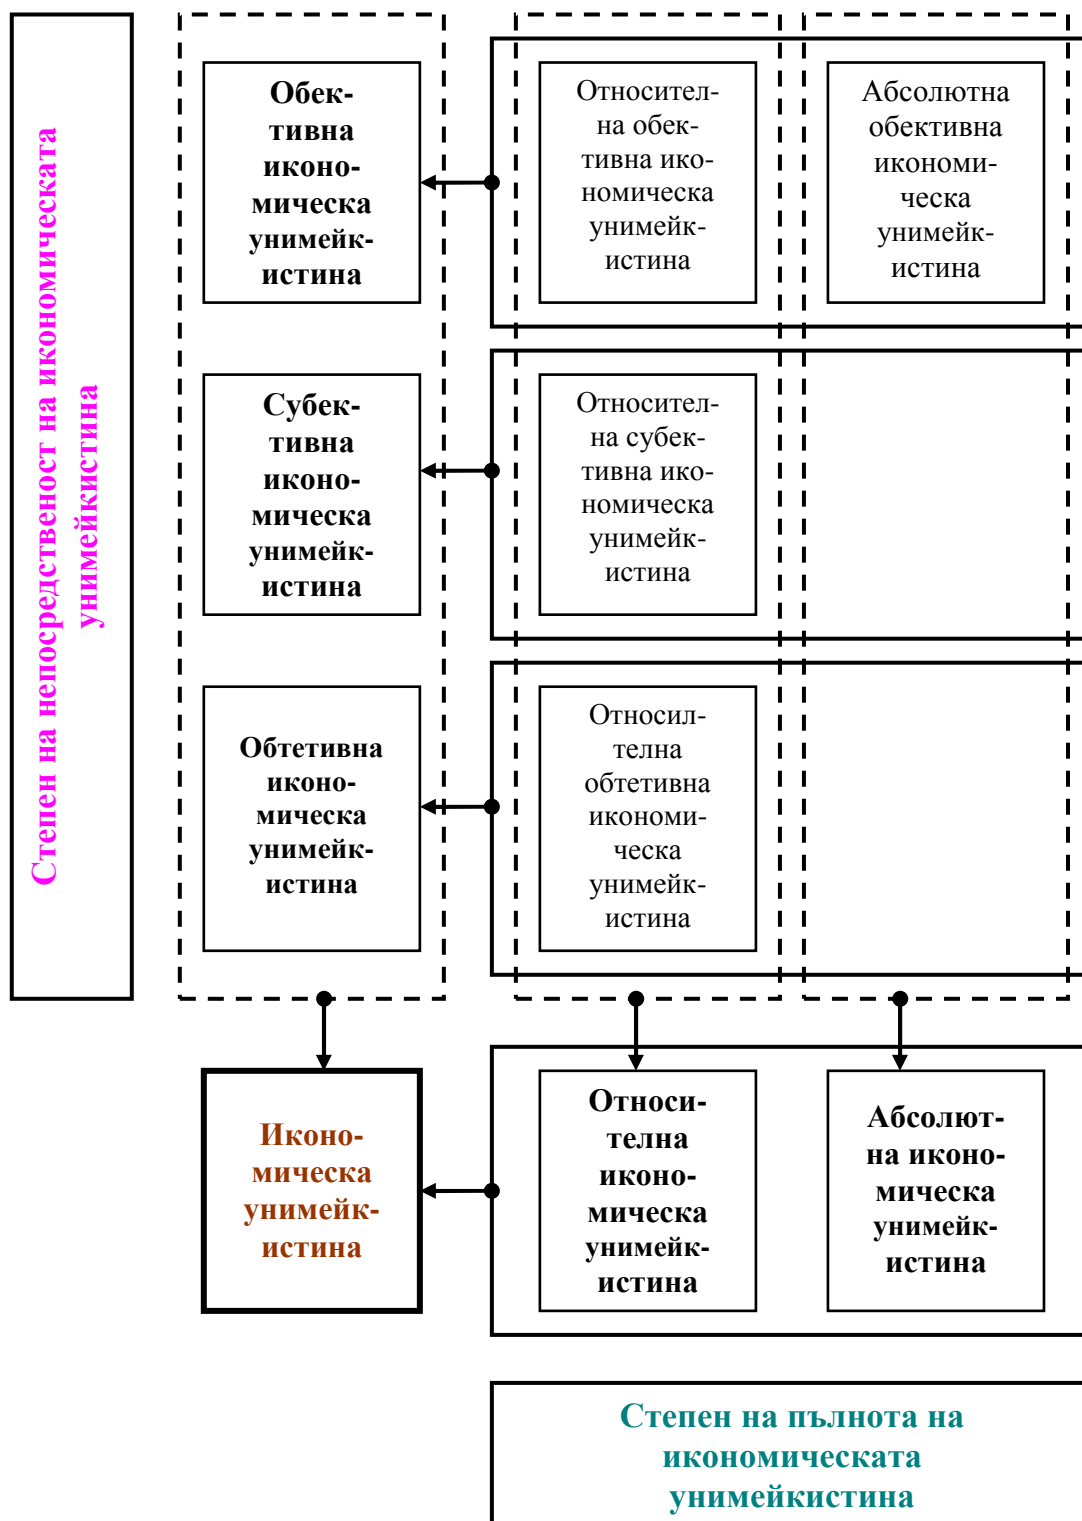 Степен на непосредственост на икономическата
унимейкистина
Обек-
тивна
иконо-
мическа
унимейк-
истина
Относител-
на обек-
тивна ико-
номическа
унимейк-
истина
Абсолютна
обективна
икономи-
ческа
унимейк-
истина
Субек-
тивна
иконо-
мическа
унимейк-
истина
Относител-
на субек-
тивна ико-
номическа
унимейк-
истина
Обтетивна
иконо-
мическа
унимейк-
истина
Относил-
телна
обтетивна
икономи-
ческа
унимейк-
истина
Иконо-
мическа
унимейк-
истина
Относи-
телна
иконо-
мическа
унимейк-
истина
Абсолют-
на иконо-
мическа
унимейк-
истина
Степен на пълнота на
икономическата
унимейкистина